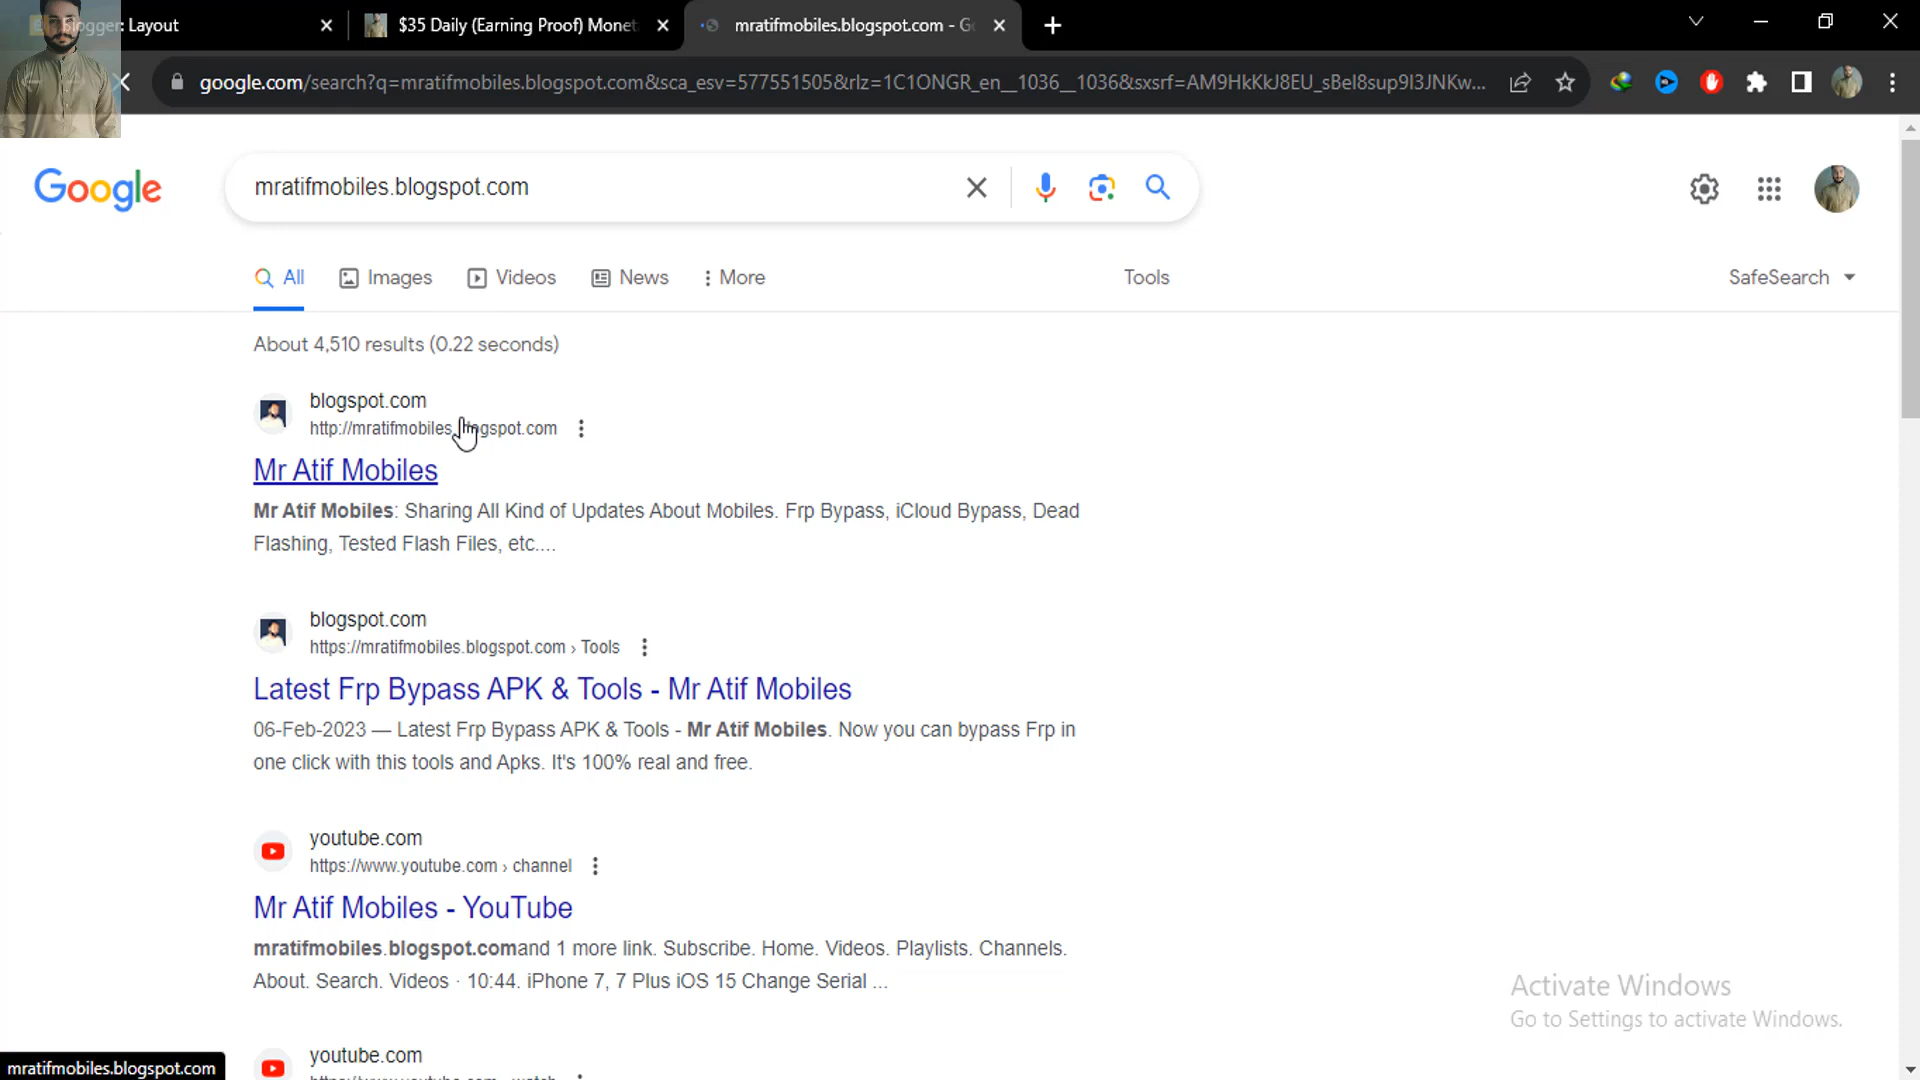 Blogger: Layout
$35 Daily (Earning Proof) Monet
mratifmobiles.blogspot.com - G
google.com/search?q=mratifmobiles.blogspot.com&sca_esv=577551505&rlz=1C1ONGR_en__1036__1036&sxsrf=AM9HkKkJ8EU_sBel8sup9I3JNKw...
Google
mratifmobiles.blogspot.com
All
Images
Videos
News
More
Tools
SafeSearch
About 4,510 results (0.22 seconds)
blogspot.com
http://mratifmobiles.blogspot.com
Mr Atif Mobiles
Mr Atif Mobiles: Sharing All Kind of Updates About Mobiles. Frp Bypass, iCloud Bypass, Dead
Flashing, Tested Flash Files, etc....
blogspot.com
https://mratifmobiles.blogspot.com › Tools
Latest Frp Bypass APK & Tools - Mr Atif Mobiles
06-Feb-2023 — Latest Frp Bypass APK & Tools - Mr Atif Mobiles. Now you can bypass Frp in
one click with this tools and Apks. It's 100% real and free.
youtube.com
https://www.youtube.com › channel
Mr Atif Mobiles - YouTube
mratifmobiles.blogspot.comand 1 more link. Subscribe. Home. Videos. Playlists. Channels.
About. Search. Videos · 10:44. iPhone 7, 7 Plus iOS 15 Change Serial ...
Activate Windows
Go to Settings to activate Windows.
youtube.com
mratifmobiles.blogspot.com